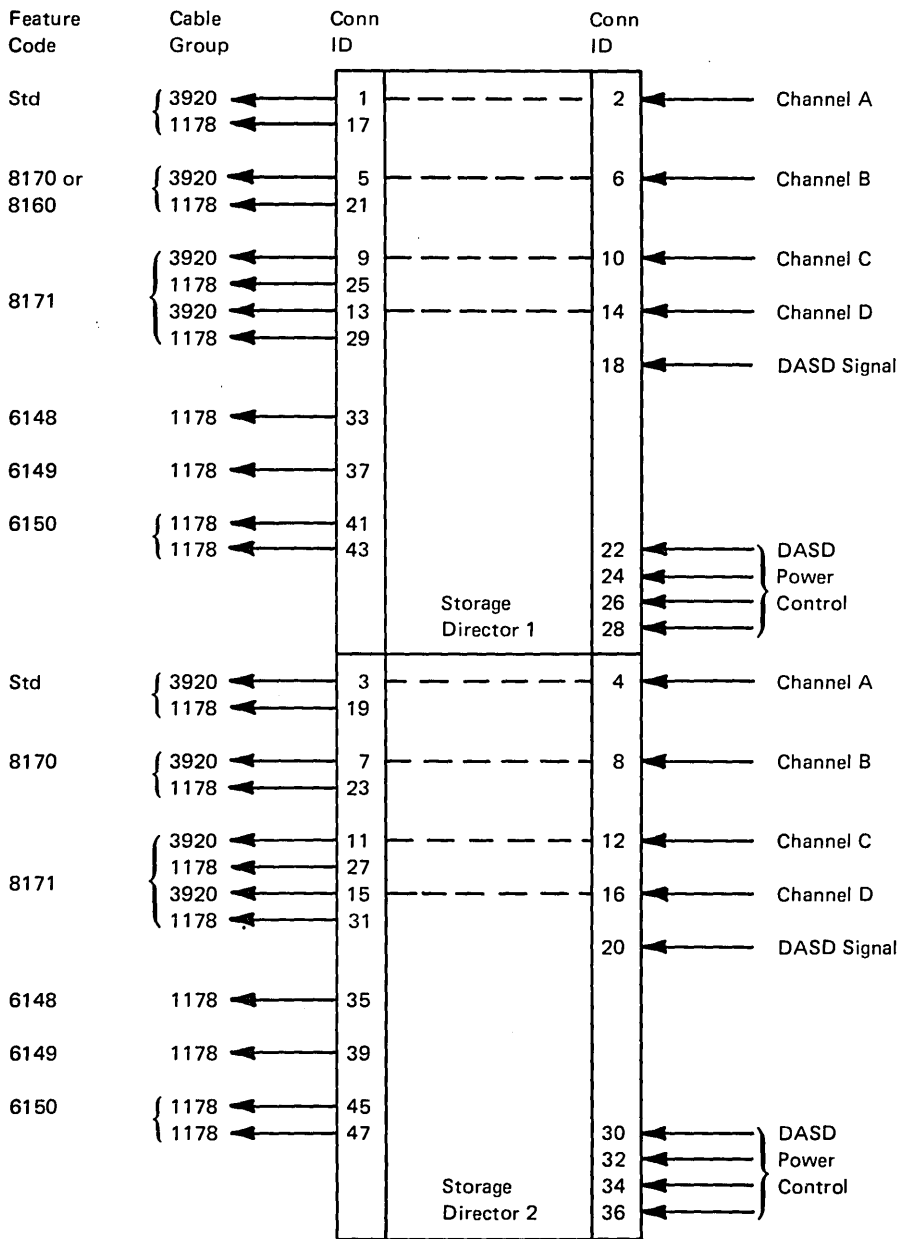 Feature Cable Conn Conn
Code Group ID ID
Std 3920 1 2 Channel A
1178 17
8170 or 3920 5 6 Channel B
8160 1178 21
3920 9 10 Channel C
1178 25
8171 3920 13 14 Channel D
1178 29
18 DASD Signal
6148 1178 33
6149 1178 37
6150 1178 41
1178 43 22 DASD
24 Power
Storage 26 Control
Director 1 28
Std 3920 3 4 Channel A
1178 19
8170 3920 7 8 Channel B
1178 23
3920 11 12 Channel C
1178 27
8171 3920 15 16 Channel D
1178 31
20 DASD Signal
6148 1178 35
6149 1178 39
6150 1178 45
1178 47 30 DASD
32 Power
Storage 34 Control
Director 2 36